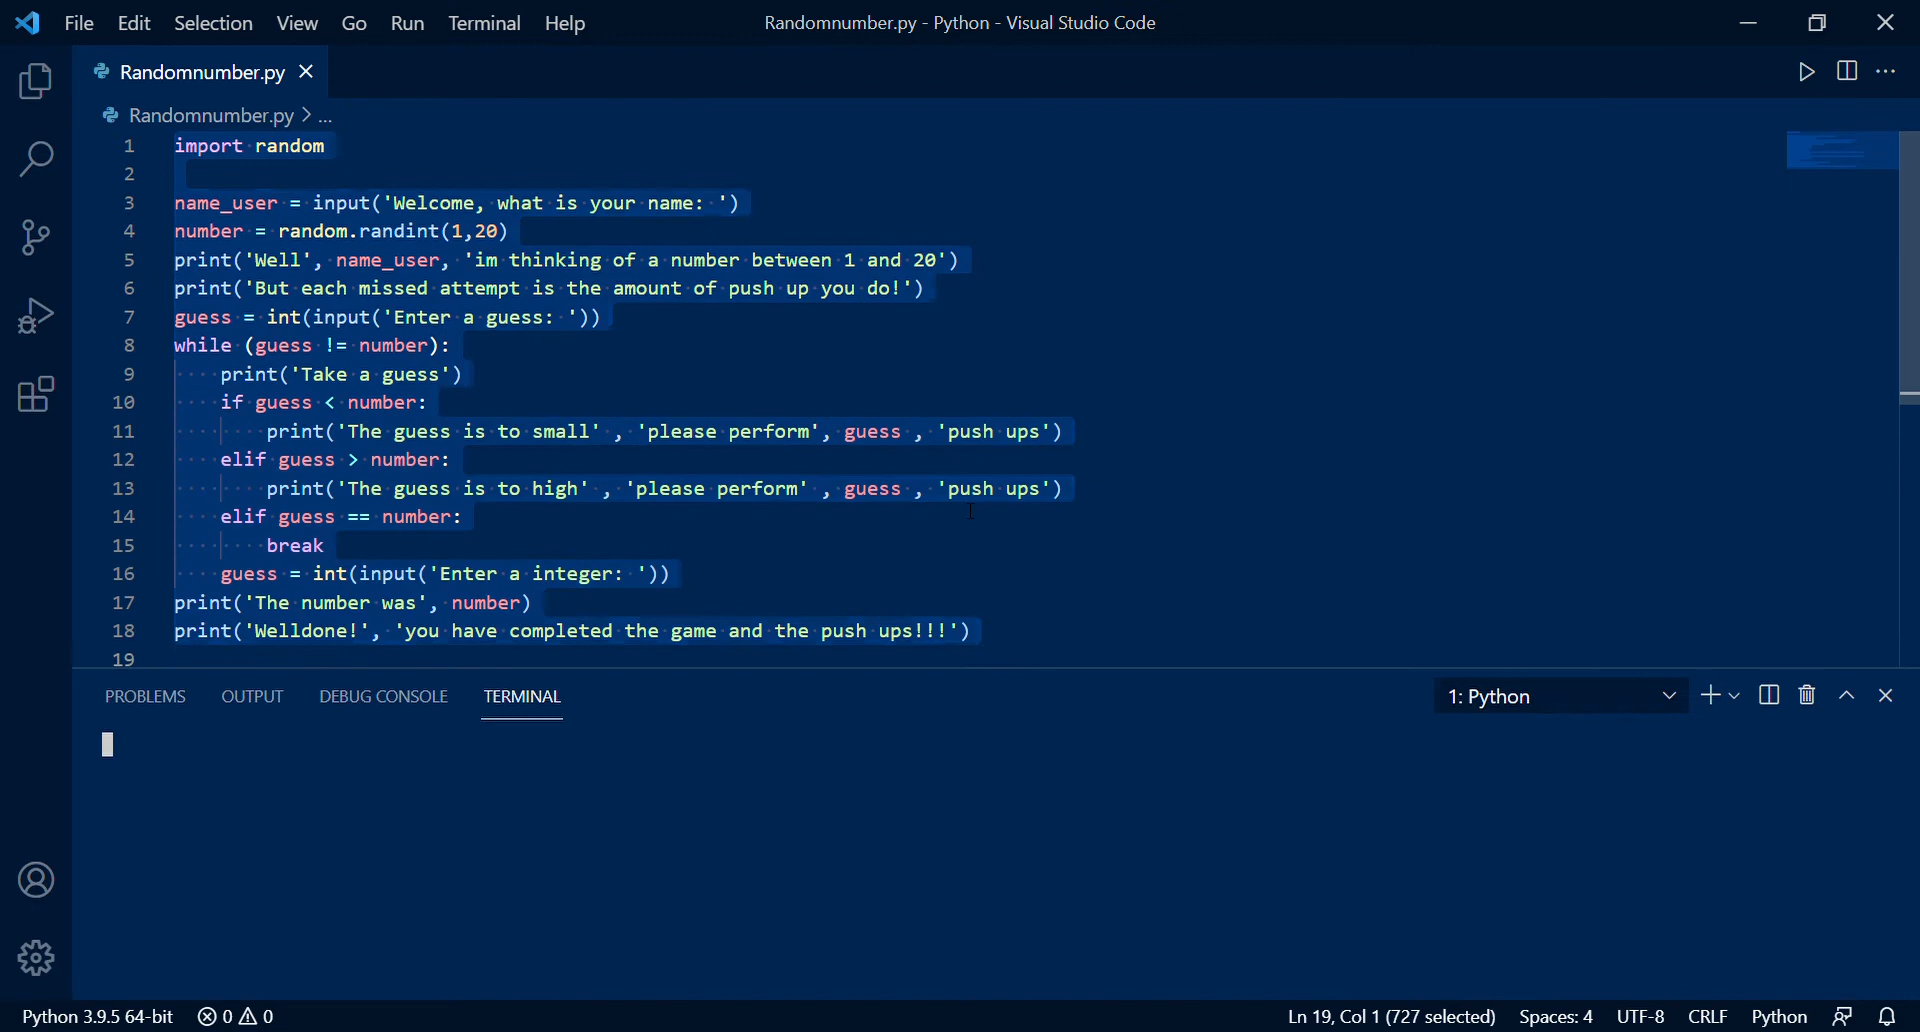 File Edit Selection View Go Run Terminal Help Randomnumber.py - Python - Visual Studio Code
Randomnumber.py
Randomnumber.py > ...
1 import random
2
3 name_user = input('Welcome, what is your name: ')
4 number = random.randint(1,20)
5 print('Well', name_user, 'im thinking of a number between 1 and 20')
6 print('But each missed attempt is the amount of push up you do!')
7 guess = int(input('Enter a guess: '))
8 while (guess != number):
9     print('Take a guess')
10     if guess < number:
11         print('The guess is to small' , 'please perform', guess , 'push ups')
12     elif guess > number:
13         print('The guess is to high' , 'please perform' , guess , 'push ups')
14     elif guess == number:
15         break
16     guess = int(input('Enter a integer: '))
17 print('The number was', number)
18 print('Welldone!', 'you have completed the game and the push ups!!!')
19
PROBLEMS OUTPUT DEBUG CONSOLE TERMINAL 1: Python
Python 3.9.5 64-bit 0 0 Ln 19, Col 1 (727 selected) Spaces: 4 UTF-8 CRLF Python